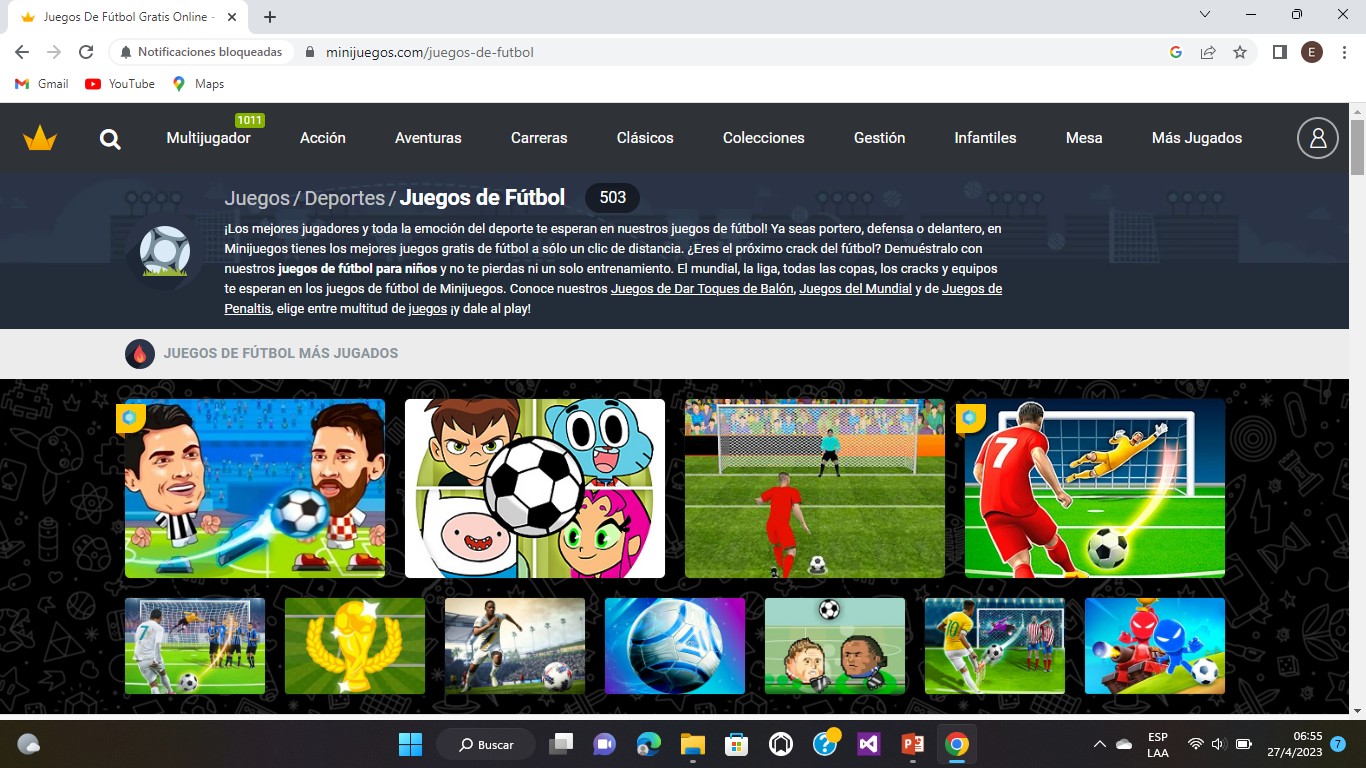 Juegos De Fútbol Gratis Online -
Notificaciones bloqueadas
minijuegos.com/juegos-de-futbol
E
Gmail
YouTube
Maps
1011
Multijugador
Acción
Aventuras
Carreras
Clásicos
Colecciones
Gestión
Infantiles
Mesa
Más Jugados
Juegos / Deportes / Juegos de Fútbol 503
¡Los mejores jugadores y toda la emoción del deporte te esperan en nuestros juegos de fútbol! Ya seas portero, defensa o delantero, en
Minijuegos tienes los mejores juegos gratis de fútbol a sólo un clic de distancia. ¿Eres el próximo crack del fútbol? Demuéstralo con
nuestros juegos de fútbol para niños y no te pierdas ni un solo entrenamiento. El mundial, la liga, todas las copas, los cracks y equipos
te esperan en los juegos de fútbol de Minijuegos. Conoce nuestros Juegos de Dar Toques de Balón, Juegos del Mundial y de Juegos de
Penaltis, elige entre multitud de juegos ¡y dale al play!
JUEGOS DE FÚTBOL MÁS JUGADOS
7
7
10
Buscar
ESP
LAA
06:55
27/4/2023
7